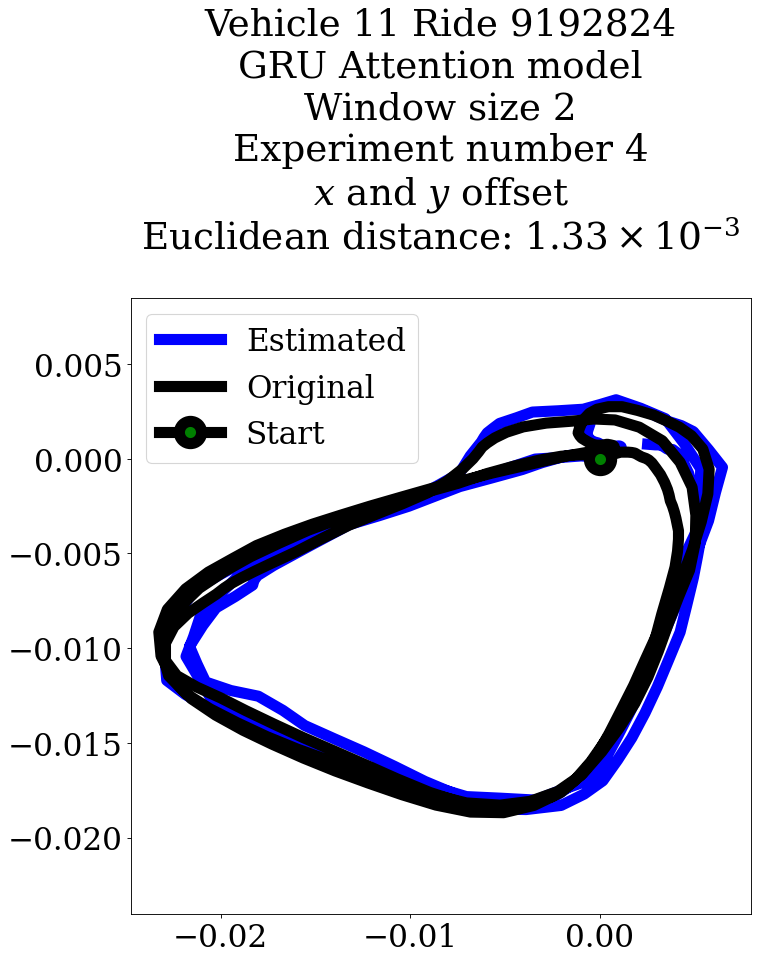 Vehicle 11 Ride 9192824
GRU Attention model
Window size 2
Experiment number 4
x and y offset
Euclidean distance: 1.33 × 10⁻³
Estimated
Original
Start
0.005
0.000
−0.005
−0.010
−0.015
−0.020
−0.02
−0.01
0.00